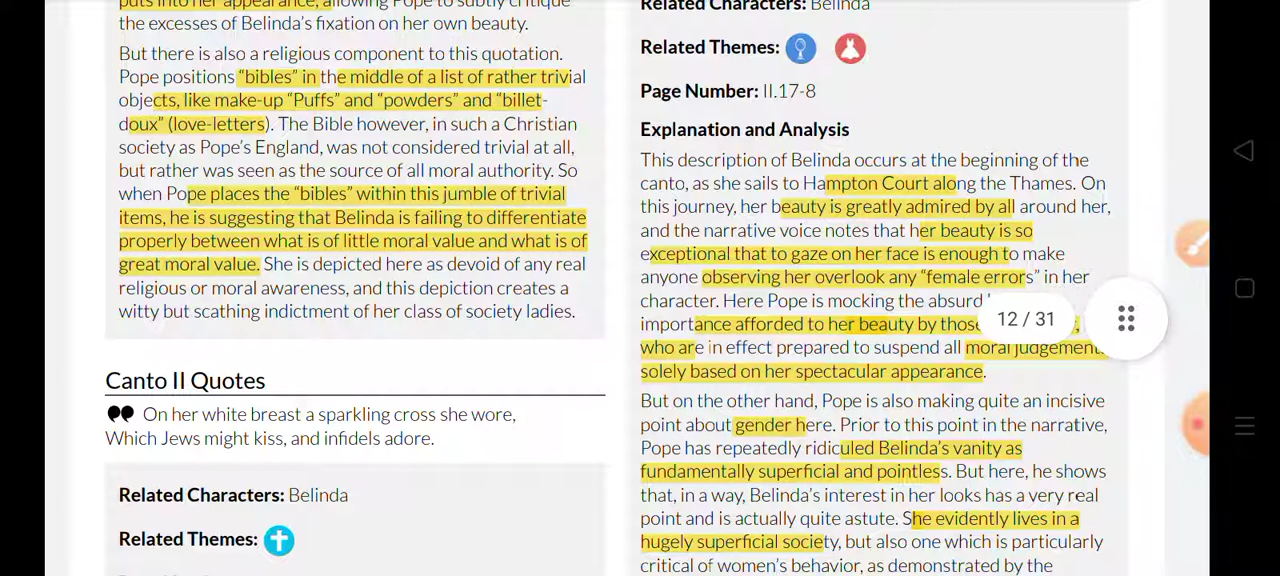 puts into her appearance, allowing Pope to subtly critique
the excesses of Belinda's fixation on her own beauty.
But there is also a religious component to this quotation.
Pope positions "bibles" in the middle of a list of rather trivial
objects, like make-up "Puffs" and "powders" and "billet-
doux" (love-letters). The Bible however, in such a Christian
society as Pope's England, was not considered trivial at all,
but rather was seen as the source of all moral authority. So
when Pope places the "bibles" within this jumble of trivial
items, he is suggesting that Belinda is failing to differentiate
properly between what is of little moral value and what is of
great moral value. She is depicted here as devoid of any real
religious or moral awareness, and this depiction creates a
witty but scathing indictment of her class of society ladies.
Canto II Quotes
On her white breast a sparkling cross she wore,
Which Jews might kiss, and infidels adore.
Related Characters: Belinda
Related Themes:
Related Characters: Belinda
Related Themes:
Page Number: II.17-8
Explanation and Analysis
This description of Belinda occurs at the beginning of the
canto, as she sails to Hampton Court along the Thames. On
this journey, her beauty is greatly admired by all around her,
and the narrative voice notes that her beauty is so
exceptional that to gaze on her face is enough to make
anyone observing her overlook any "female errors" in her
character. Here Pope is mocking the absurd
importance afforded to her beauty by those
who are in effect prepared to suspend all moral judgement
solely based on her spectacular appearance.
But on the other hand, Pope is also making quite an incisive
point about gender here. Prior to this point in the narrative,
Pope has repeatedly ridiculed Belinda's vanity as
fundamentally superficial and pointless. But here, he shows
that, in a way, Belinda's interest in her looks has a very real
point and is actually quite astute. She evidently lives in a
hugely superficial society, but also one which is particularly
critical of women's behavior, as demonstrated by the
12 / 31